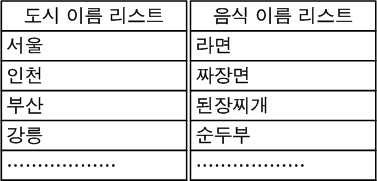 도시 이름 리스트 음식 이름 리스트
서울 라면
인천 짜장면
부산 된장찌개
강릉 순두부
.................. ..................